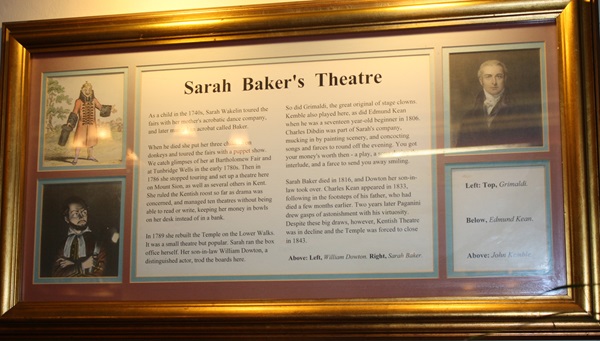 Sarah Baker's Theatre
As a child in the 1740s, Sarah Wakelin toured the
fairs with her mother's acrobatic dance company,
and later an acrobat called Baker.
When he died she put her three on
donkeys and toured the fairs with a puppet show.
We catch glimpses of her at Bartholomew Fair and
at Tunbridge Wells in the early 1780s. Then in
1786 she stopped touring and set up a theatre here
on Mount Sion, as well as several others in Kent.
She ruled the Kentish roost so far as drama was
concerned, and managed ten theatres without being
able to read or write, keeping her money in bowls
on her desk instead of in a bank.
In 1789 she rebuilt the Temple on the Lower Walks.
It was a small theatre but popular. Sarah ran the box
office herself. Her son-in-law William Dowton, a
distinguished actor, trod the boards here.
So did Grimaldi, the great original of stage clowns.
Kemble also played here, as did Edmund Kean
when he was a seventeen year-old beginner in 1806.
Charles Dibdin was part of Sarah's company,
mucking in by painting scenery, and concocting
songs and farces to round off the evening. You got
your money's worth then – a play, a
interlude, and a farce to send you away smiling.
Sarah Baker died in 1816, and Dowton her son-in-
law took over. Charles Kean appeared in 1833,
following in the footsteps of his father, who had
died a few months earlier. Two years later Paganini
drew gasps of astonishment with his virtuosity.
Despite these big draws, however, Kentish Theatre
was in decline and the Temple was forced to close
in 1843.
Above: Left, William Dowton. Right, Sarah Baker.
Left: Top, Grimaldi.
Below, Edmund Kean.
Above: John Kemble.